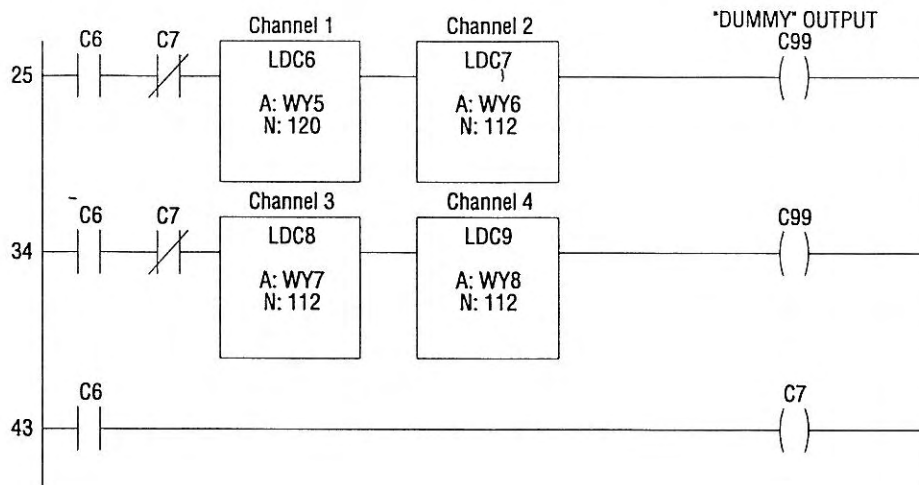 "DUMMY" OUTPUT
Channel 1 Channel 2
C6 C7 C99
25
LDC6 LDC7
A: WY5 A: WY6
N: 120 N: 112
Channel 3 Channel 4
C6 C7 C99
34
LDC8 LDC9
A: WY7 A: WY8
N: 112 N: 112
C6 C7
43